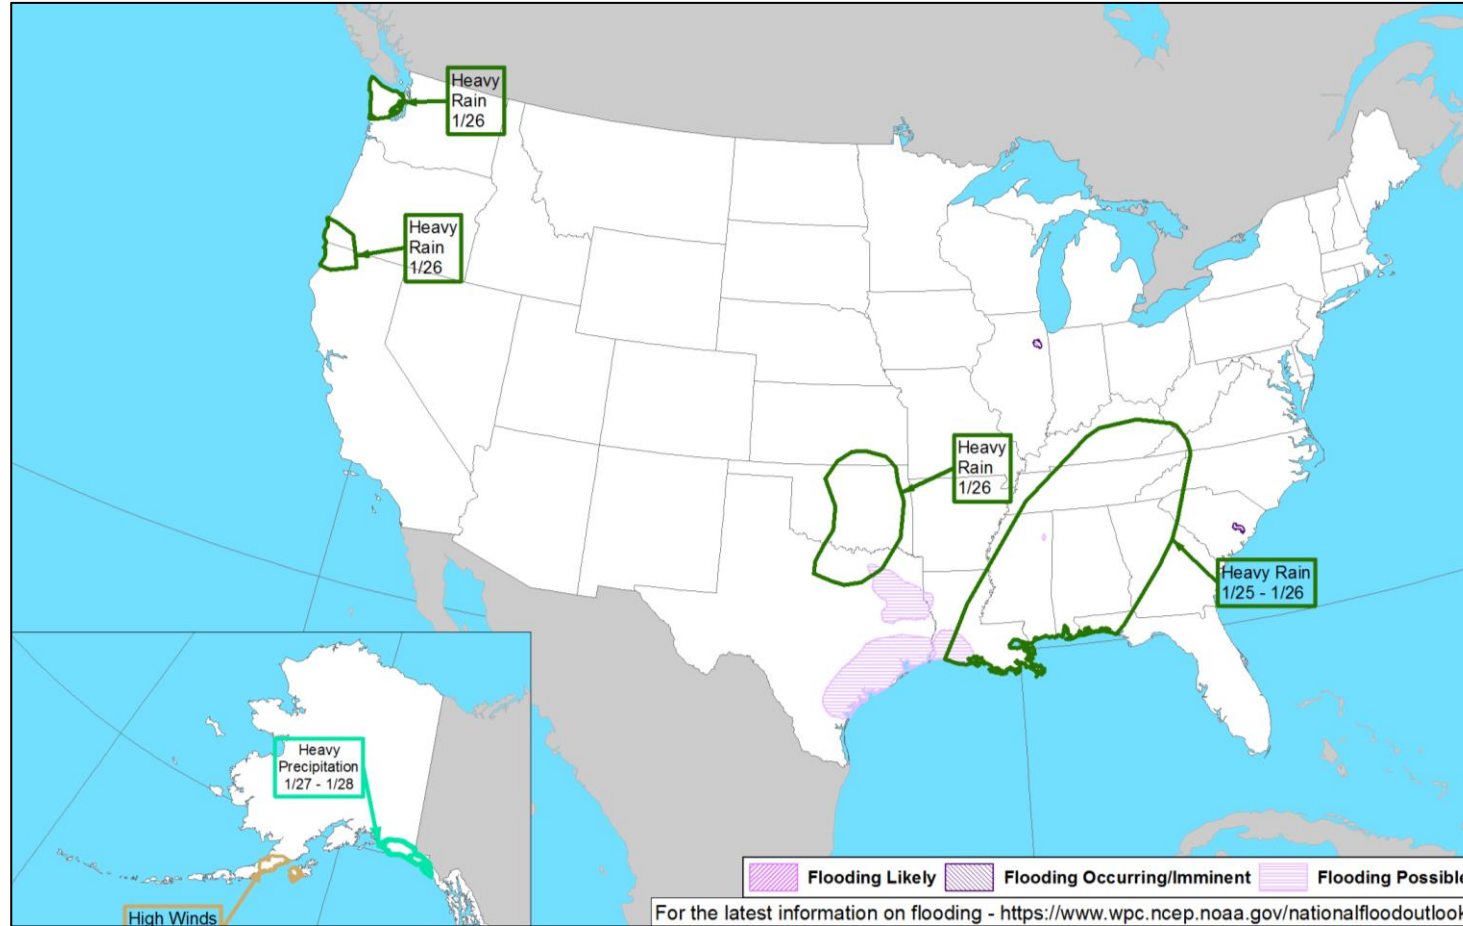 Heavy
Rain
1/26
Heavy
Rain
1/26
Heavy
Rain
1/26
Heavy Rain
1/25 - 1/26
Heavy
Precipitation
1/27 - 1/28
High Winds
Flooding Likely
Flooding Occurring/Imminent
Flooding Possible
For the latest information on flooding - https://www.wpc.ncep.noaa.gov/nationalfloodoutlook